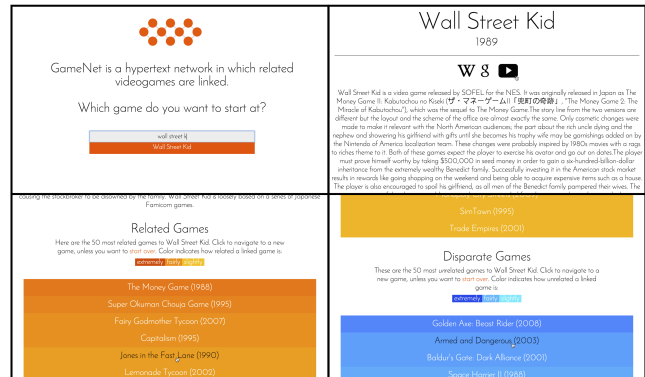 GameNet is a hypertext network in which related
videogames are linked.
Which game do you want to start at?
wall street k
Wall Street Kid
Wall Street Kid
1989
W 8
Wall Street Kid is a video game released by SOFEL for the NES. It was originally released in Japan as The
Money Game II: Kabutochou no Kiseki (ザ・マネーゲームII「兜町の奇跡」, "The Money Game 2: The
Miracle of Kabutochou"), which was the sequel to The Money Game.The story line from the two versions are
different but the layout and the scheme of the office are almost exactly the same. Only cosmetic changes were
made to make it relevant with the North American audiences; the part about the rich uncle dying and the
nephew and showering his girlfriend with gifts until she becomes his trophy wife may be garnishings added on by
the Nintendo of America localization team. These changes were probably inspired by 1980s movies with a rags
to riches theme to it. Both of these games expect the player to exercise his avatar and go out on dates.The player
must prove himself worthy by taking $500,000 in seed money in order to gain a six-hundred-billion-dollar
inheritance from the extremely wealthy Benedict family. Successfully investing it in the American stock market
results in rewards like going shopping on the weekend and being able to acquire expensive items such as a house.
The player is also encouraged to spoil his girlfriend, as all men of the Benedict family pampered their wives. The
causing the stockbroker to be disowned by the family. Wall Street Kid is loosely based on a series of Japanese
Famicom games.
Related Games
Here are the 50 most related games to Wall Street Kid. Click to navigate to a new
game, unless you want to start over. Color indicates how related a linked game is:
extremely fairly slightly
The Money Game (1988)
Super Okuman Chouja Game (1995)
Fairy Godmother Tycoon (2007)
Capitalism (1995)
Jones in the Fast Lane (1990)
Lemonade Tycoon (2002)
SimTown (1995)
Trade Empires (2001)
Disparate Games
These are the 50 most unrelated games to Wall Street Kid. Click to navigate to a
new game, unless you want to start over. Color indicates how unrelated a linked
game is:
extremely fairly slightly
Golden Axe: Beast Rider (2008)
Armed and Dangerous (2003)
Baldur's Gate: Dark Alliance (2001)
Space Harrier II (1988)